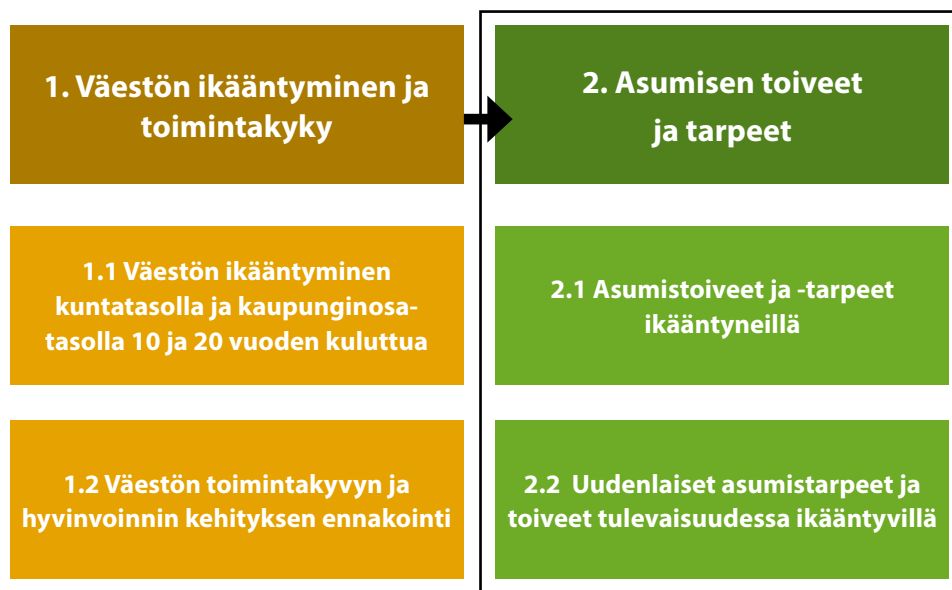 1. Väestön ikääntyminen ja
toimintakyky
2. Asumisen toiveet
ja tarpeet
1.1 Väestön ikääntyminen
kuntatasolla ja kaupunginosa-
tasolla 10 ja 20 vuoden kuluttua
2.1 Asumistoiveet ja -tarpeet
ikääntyneillä
1.2 Väestön toimintakyvyn ja
hyvinvoinnin kehityksen ennakointi
2.2 Uudenlaiset asumistarpeet ja
toiveet tulevaisuudessa ikääntyvillä